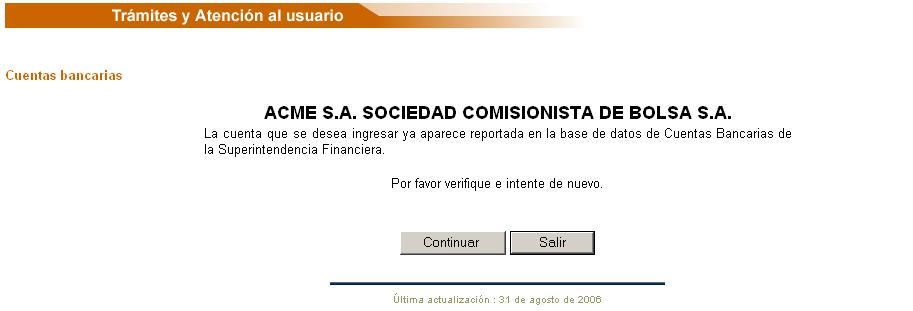 Trámites y Atención al usuario
Cuentas bancarias
ACME S.A. SOCIEDAD COMISIONISTA DE BOLSA S.A.
La cuenta que se desea ingresar ya aparece reportada en la base de datos de Cuentas Bancarias de
la Superintendencia Financiera.
Por favor verifique e intente de nuevo.
Continuar Salir
Última actualización : 31 de agosto de 2006